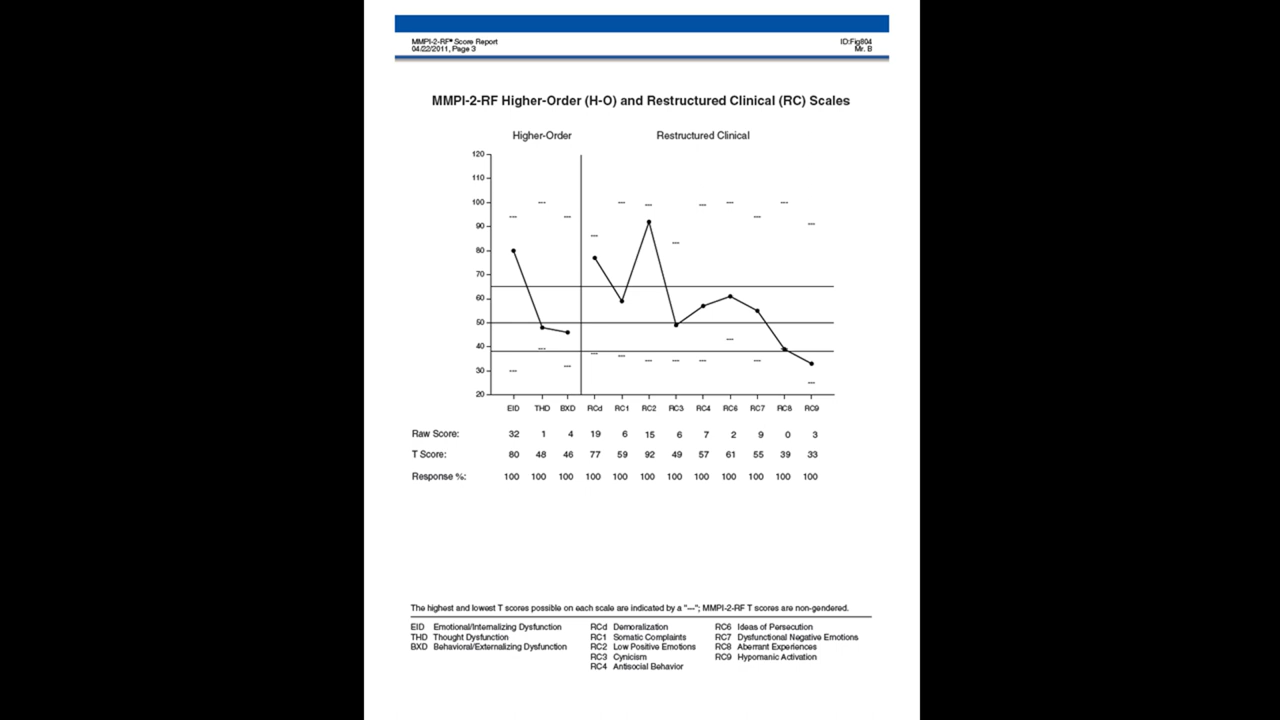 MMPI-2-RF® Score Report ID:Fig804
04/22/2011, Page 3 Mr. B
MMPI-2-RF Higher-Order (H-O) and Restructured Clinical (RC) Scales
Higher-Order Restructured Clinical
120
110
100
90
80
70
60
50
40
30
20
EID THD BXD RCd RC1 RC2 RC3 RC4 RC6 RC7 RC8 RC9
Raw Score: 32 1 4 19 6 15 6 7 2 9 0 3
T Score: 80 48 46 77 59 92 49 57 61 55 39 33
Response %: 100 100 100 100 100 100 100 100 100 100 100 100
The highest and lowest T scores possible on each scale are indicated by a "---"; MMPI-2-RF T scores are non-gendered.
EID Emotional/Internalizing Dysfunction RCd Demoralization RC6 Ideas of Persecution
THD Thought Dysfunction RC1 Somatic Complaints RC7 Dysfunctional Negative Emotions
BXD Behavioral/Externalizing Dysfunction RC2 Low Positive Emotions RC8 Aberrant Experiences
RC3 Cynicism RC9 Hypomanic Activation
RC4 Antisocial Behavior